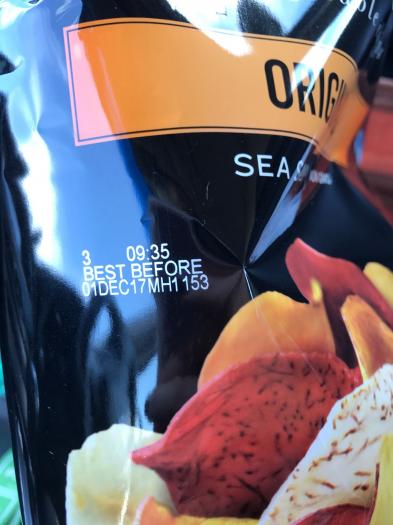 ORIG
SEA
3 09:35
BEST BEFORE
01DEC17MH1 153